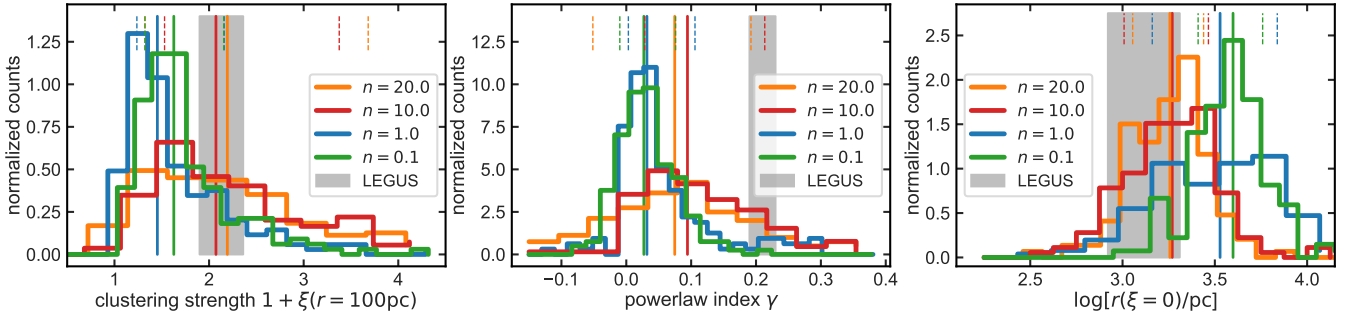 normalized counts
1.25
1.00
0.75
0.50
0.25
0.00
n = 20.0
n = 10.0
n = 1.0
n = 0.1
LEGUS
1 2 3 4
clustering strength 1 + ξ(r = 100pc)
normalized counts
12.5
10.0
7.5
5.0
2.5
0.0
n = 20.0
n = 10.0
n = 1.0
n = 0.1
LEGUS
−0.1 0.0 0.1 0.2 0.3 0.4
powerlaw index γ
normalized counts
2.5
2.0
1.5
1.0
0.5
0.0
n = 20.0
n = 10.0
n = 1.0
n = 0.1
LEGUS
2.5 3.0 3.5 4.0
log[r(ξ = 0)/pc]